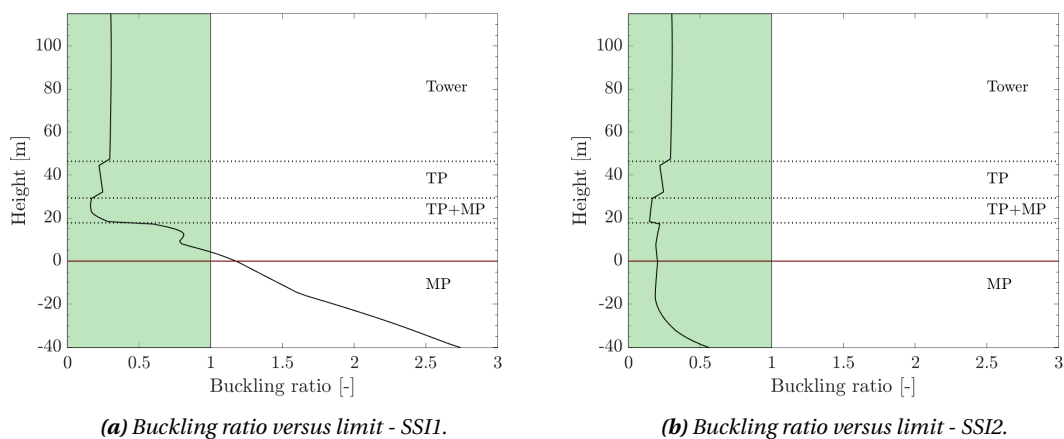 100
80
60
40
20
0
-20
-40
Height [m]
Tower
TP
TP+MP
MP
0 0.5 1 1.5 2 2.5 3
Buckling ratio [-]
(a) Buckling ratio versus limit - SSI1.
100
80
60
40
20
0
-20
-40
Height [m]
Tower
TP
TP+MP
MP
0 0.5 1 1.5 2 2.5 3
Buckling ratio [-]
(b) Buckling ratio versus limit - SSI2.